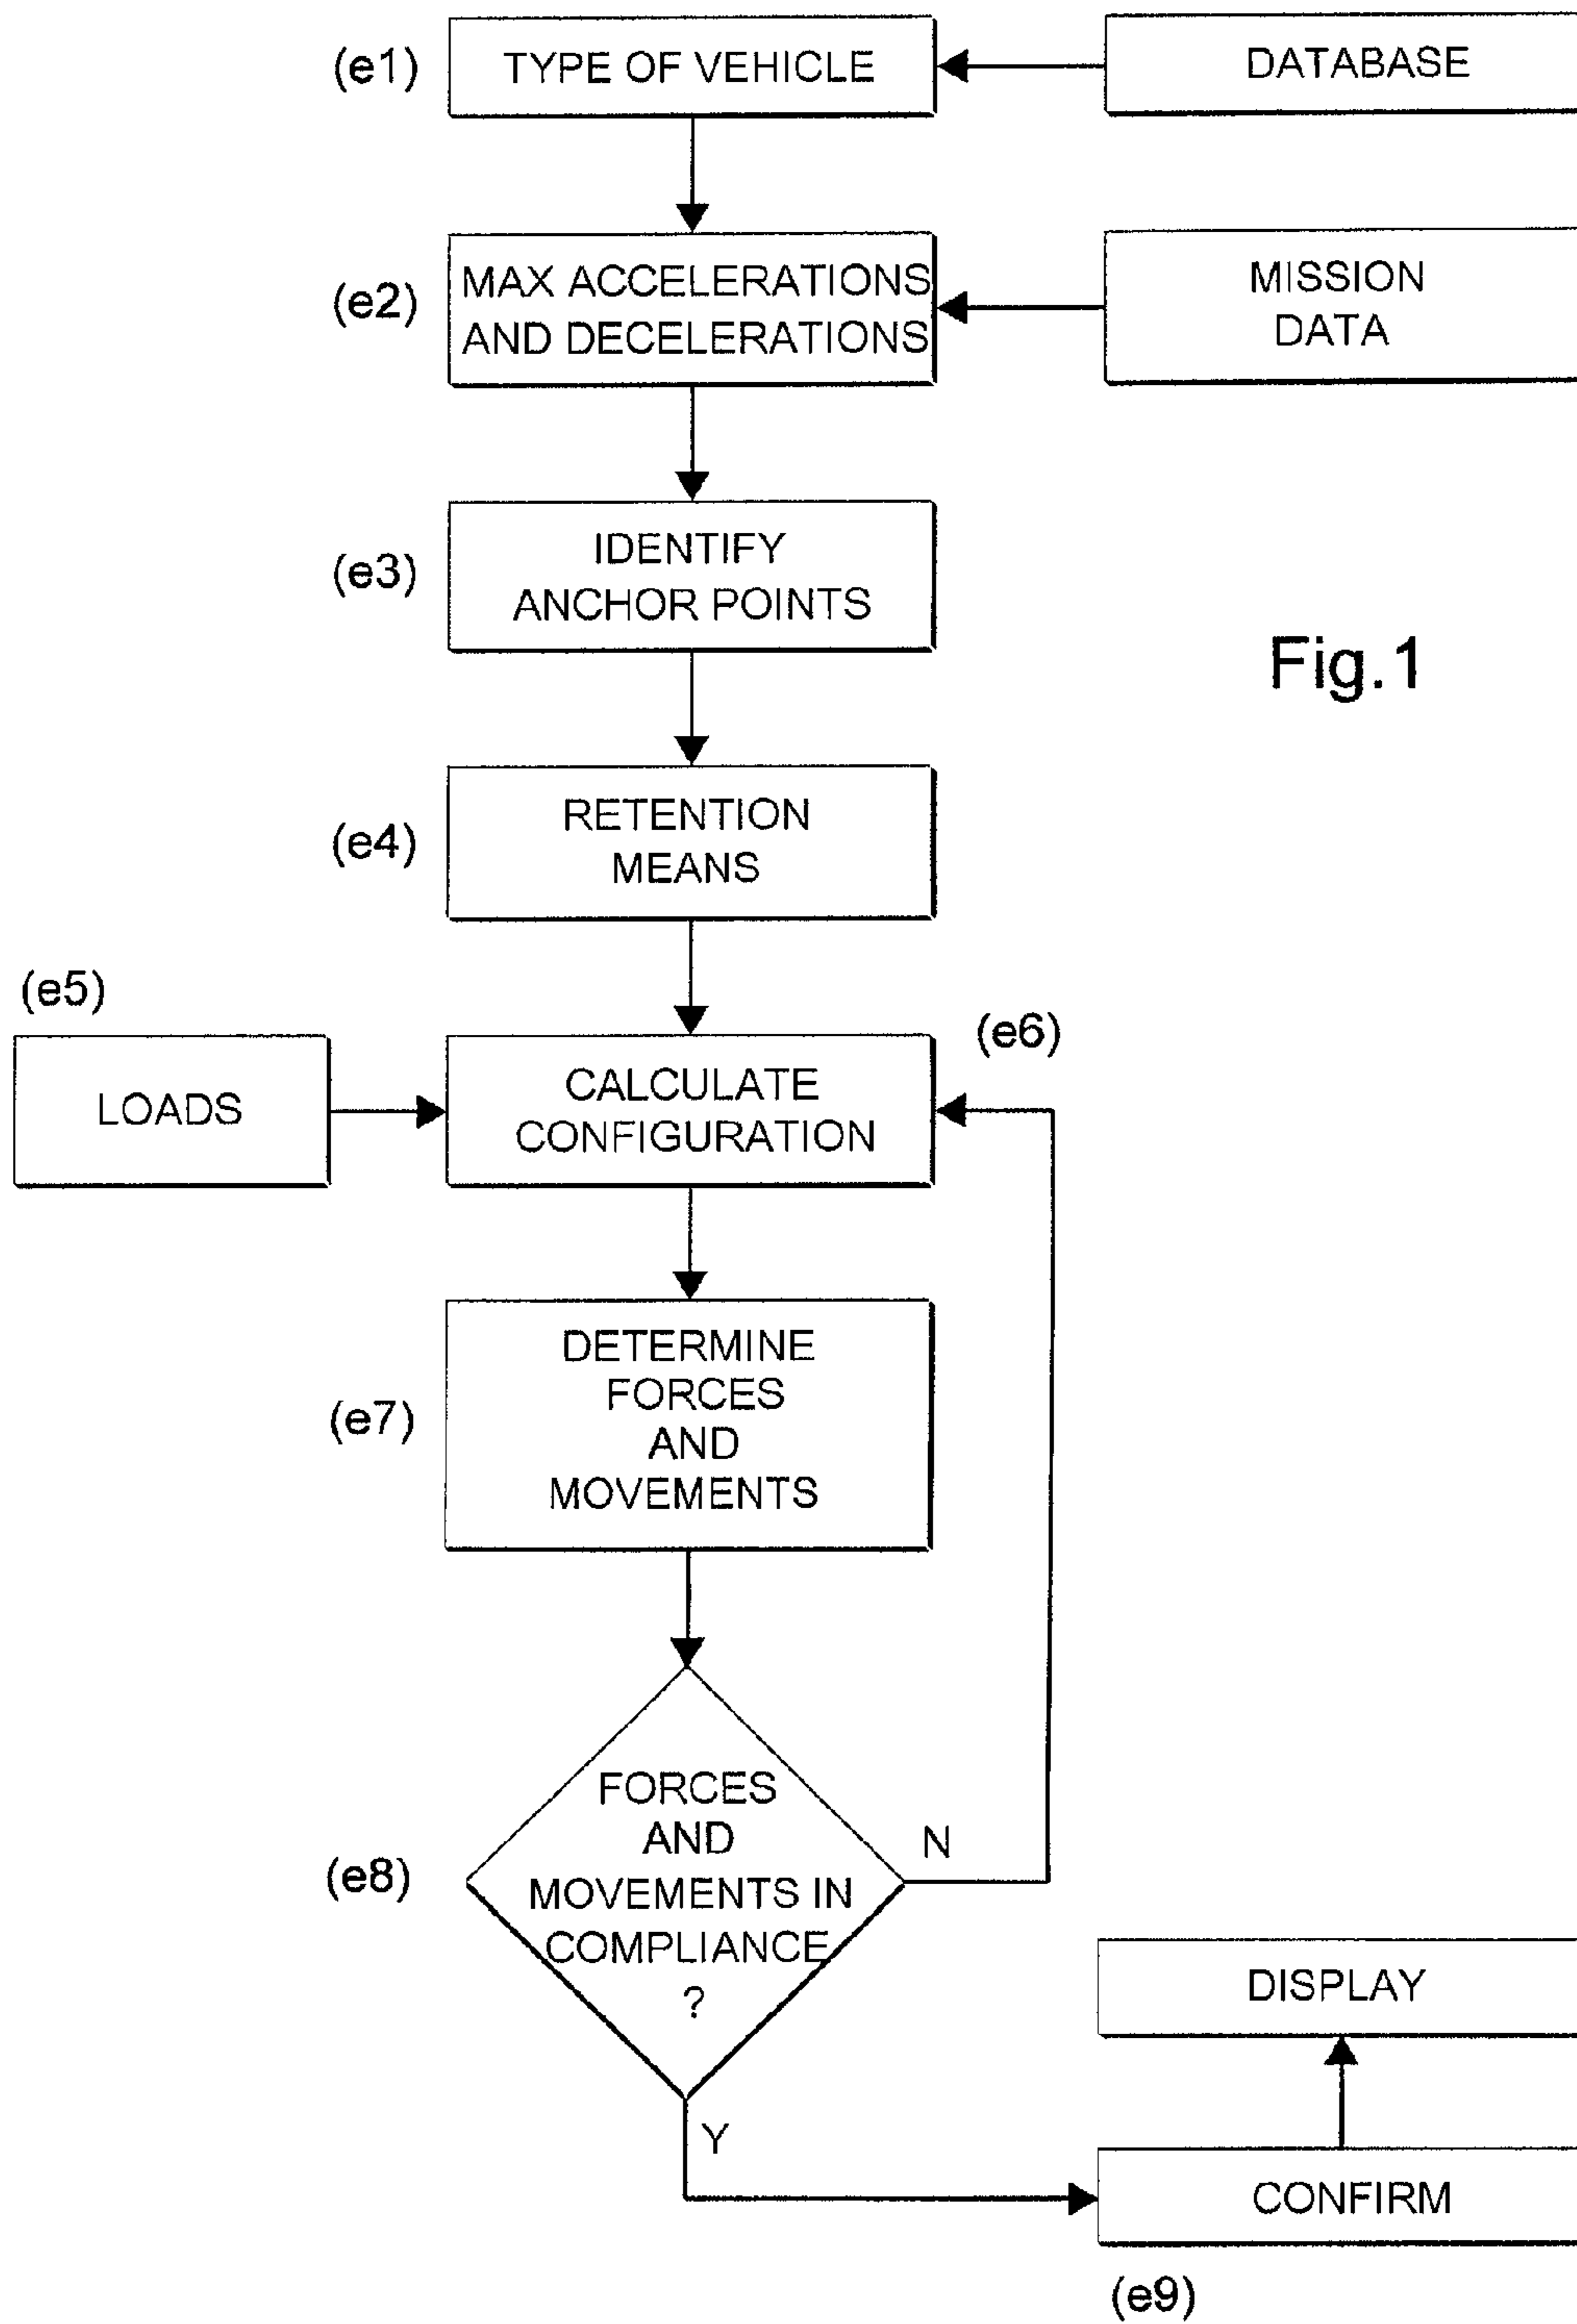 (e1)
TYPE OF VEHICLE
DATABASE
(e2)
MAX ACCELERATIONS
AND DECELERATIONS
MISSION
DATA
(e3)
IDENTIFY
ANCHOR POINTS
Fig.1
(e4)
RETENTION
MEANS
(e5)
LOADS
CALCULATE
CONFIGURATION
(e6)
(e7)
DETERMINE
FORCES
AND
MOVEMENTS
(e8)
FORCES
AND
MOVEMENTS IN
COMPLIANCE
?
N
Y
DISPLAY
CONFIRM
(e9)